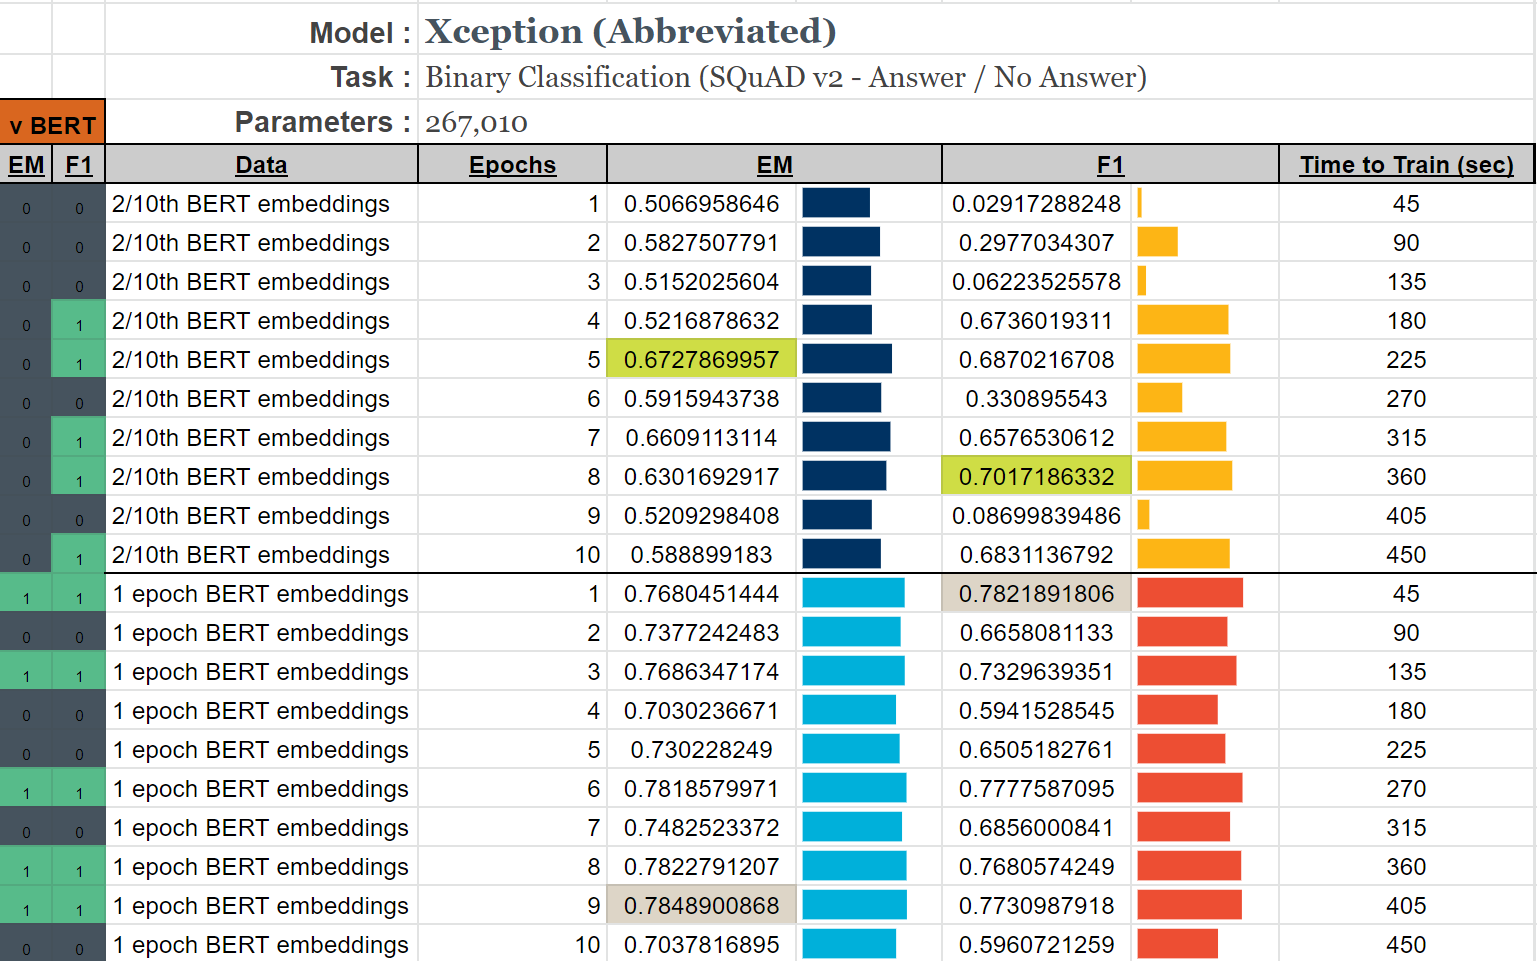 Model : Xception (Abbreviated)
Task : Binary Classification (SQuAD v2 - Answer / No Answer)
v BERT Parameters : 267,010
EM F1 Data Epochs EM F1 Time to Train (sec)
0 0 2/10th BERT embeddings 1 0.5066958646 0.02917288248 45
0 0 2/10th BERT embeddings 2 0.5827507791 0.2977034307 90
0 0 2/10th BERT embeddings 3 0.5152025604 0.06223525578 135
0 1 2/10th BERT embeddings 4 0.5216878632 0.6736019311 180
0 1 2/10th BERT embeddings 5 0.6727869957 0.6870216708 225
0 0 2/10th BERT embeddings 6 0.5915943738 0.330895543 270
0 1 2/10th BERT embeddings 7 0.6609113114 0.6576530612 315
0 1 2/10th BERT embeddings 8 0.6301692917 0.7017186332 360
0 0 2/10th BERT embeddings 9 0.5209298408 0.08699839486 405
0 1 2/10th BERT embeddings 10 0.588899183 0.6831136792 450
1 1 1 epoch BERT embeddings 1 0.7680451444 0.7821891806 45
0 0 1 epoch BERT embeddings 2 0.7377242483 0.6658081133 90
1 1 1 epoch BERT embeddings 3 0.7686347174 0.7329639351 135
0 0 1 epoch BERT embeddings 4 0.7030236671 0.5941528545 180
0 0 1 epoch BERT embeddings 5 0.730228249 0.6505182761 225
1 1 1 epoch BERT embeddings 6 0.7818579971 0.7777587095 270
0 0 1 epoch BERT embeddings 7 0.7482523372 0.6856000841 315
1 1 1 epoch BERT embeddings 8 0.7822791207 0.7680574249 360
1 1 1 epoch BERT embeddings 9 0.7848900868 0.7730987918 405
0 0 1 epoch BERT embeddings 10 0.7037816895 0.5960721259 450